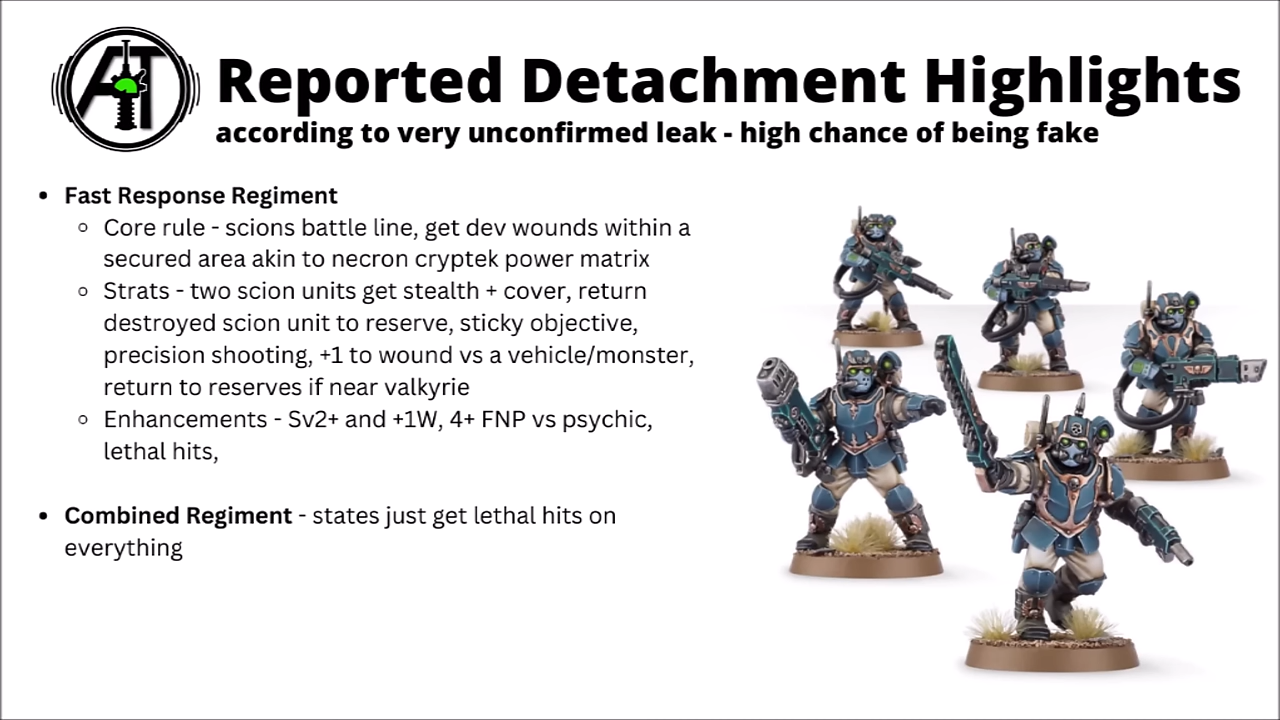 AT
Reported Detachment Highlights
according to very unconfirmed leak - high chance of being fake
• Fast Response Regiment
○ Core rule - scions battle line, get dev wounds within a
secured area akin to necron cryptek power matrix
○ Strats - two scion units get stealth + cover, return
destroyed scion unit to reserve, sticky objective,
precision shooting, +1 to wound vs a vehicle/monster,
return to reserves if near valkyrie
○ Enhancements - Sv2+ and +1W, 4+ FNP vs psychic,
lethal hits,
• Combined Regiment - states just get lethal hits on
everything